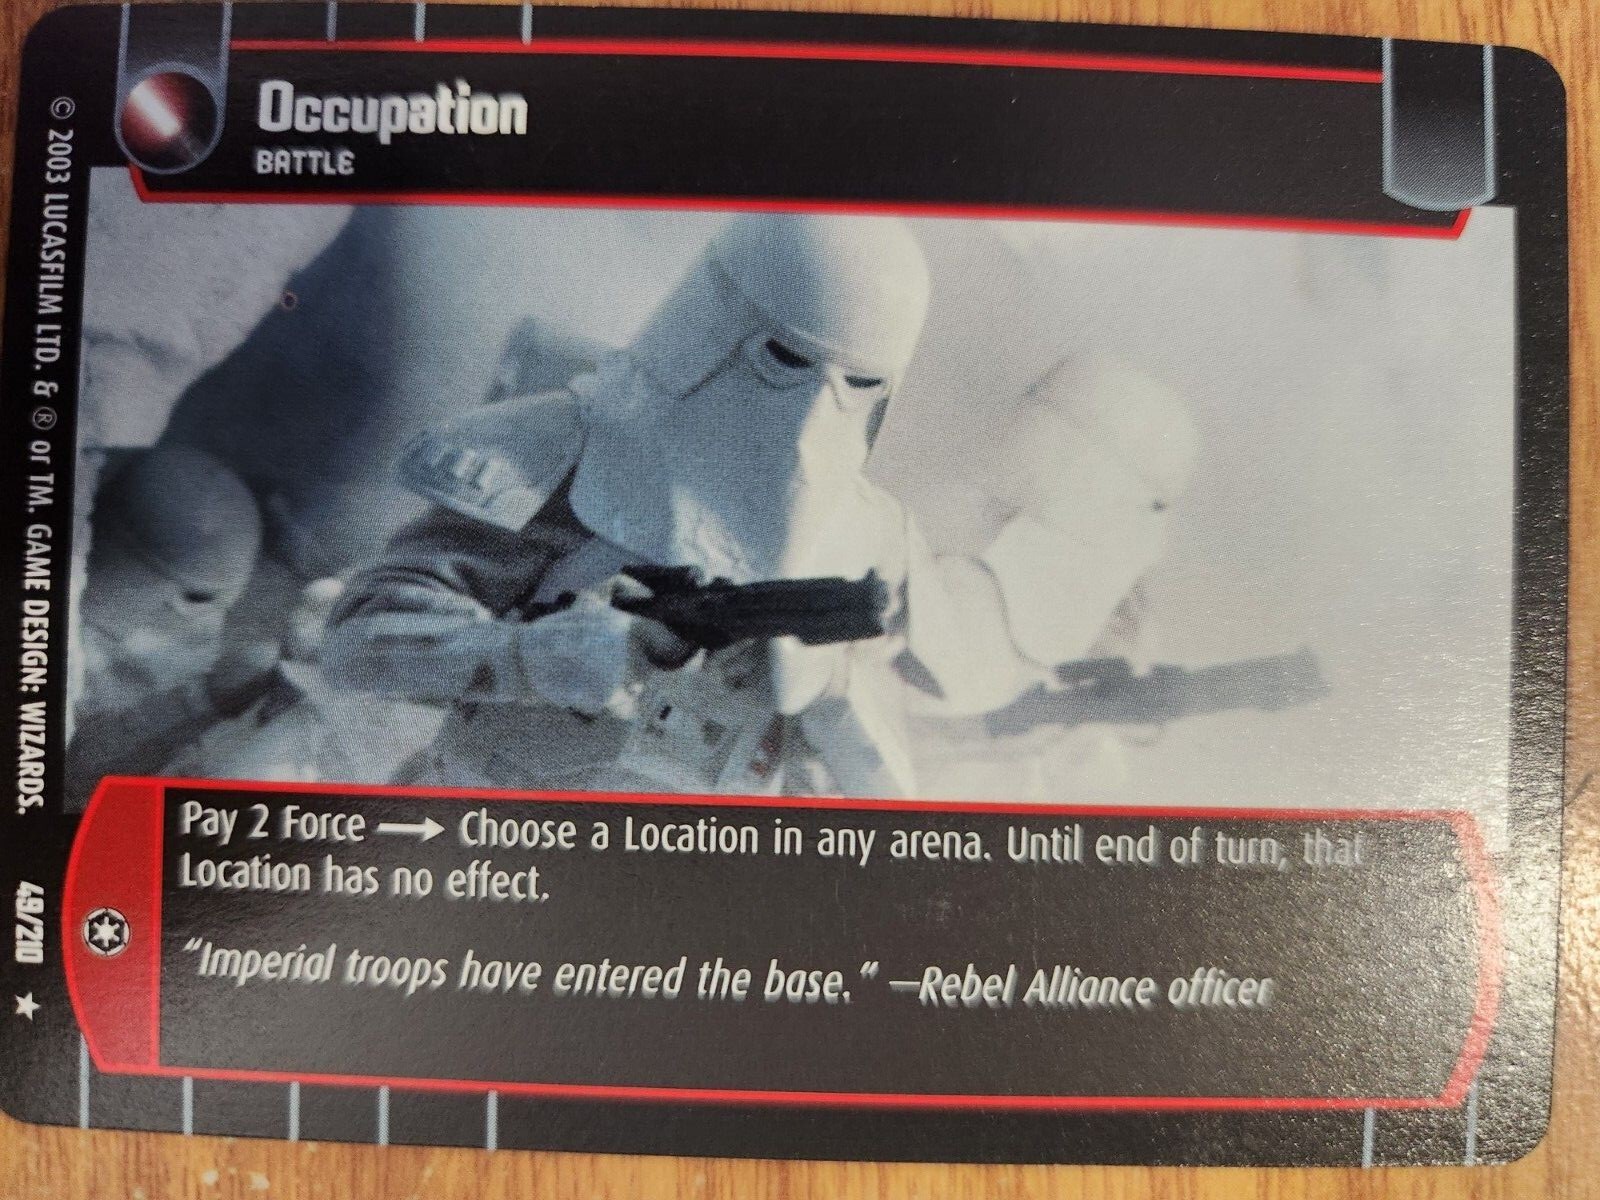 Occupation
BATTLE
Pay 2 Force → Choose a Location in any arena. Until end of turn, that
Location has no effect.
“Imperial troops have entered the base.” —Rebel Alliance officer
© 2003 LUCASFILM LTD. & ® or TM. GAME DESIGN: WIZARDS. 49/210 ★